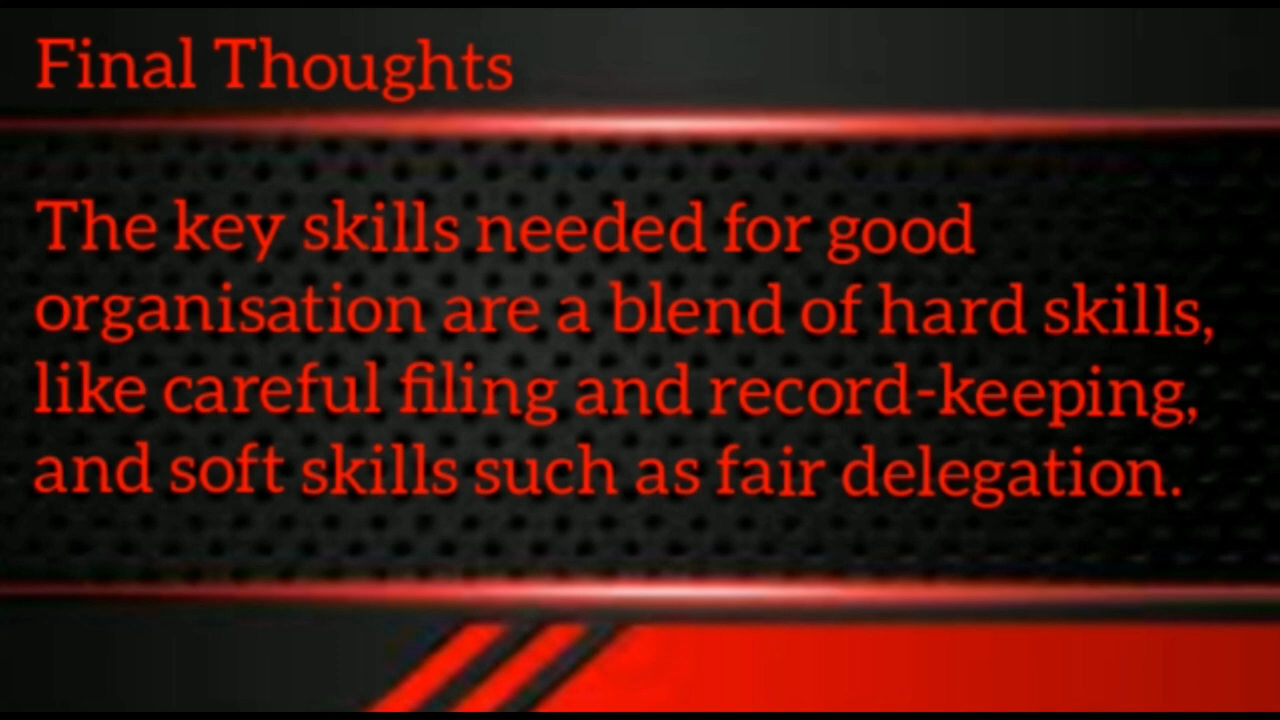 Final Thoughts
The key skills needed for good
organisation are a blend of hard skills,
like careful filing and record-keeping,
and soft skills such as fair delegation.